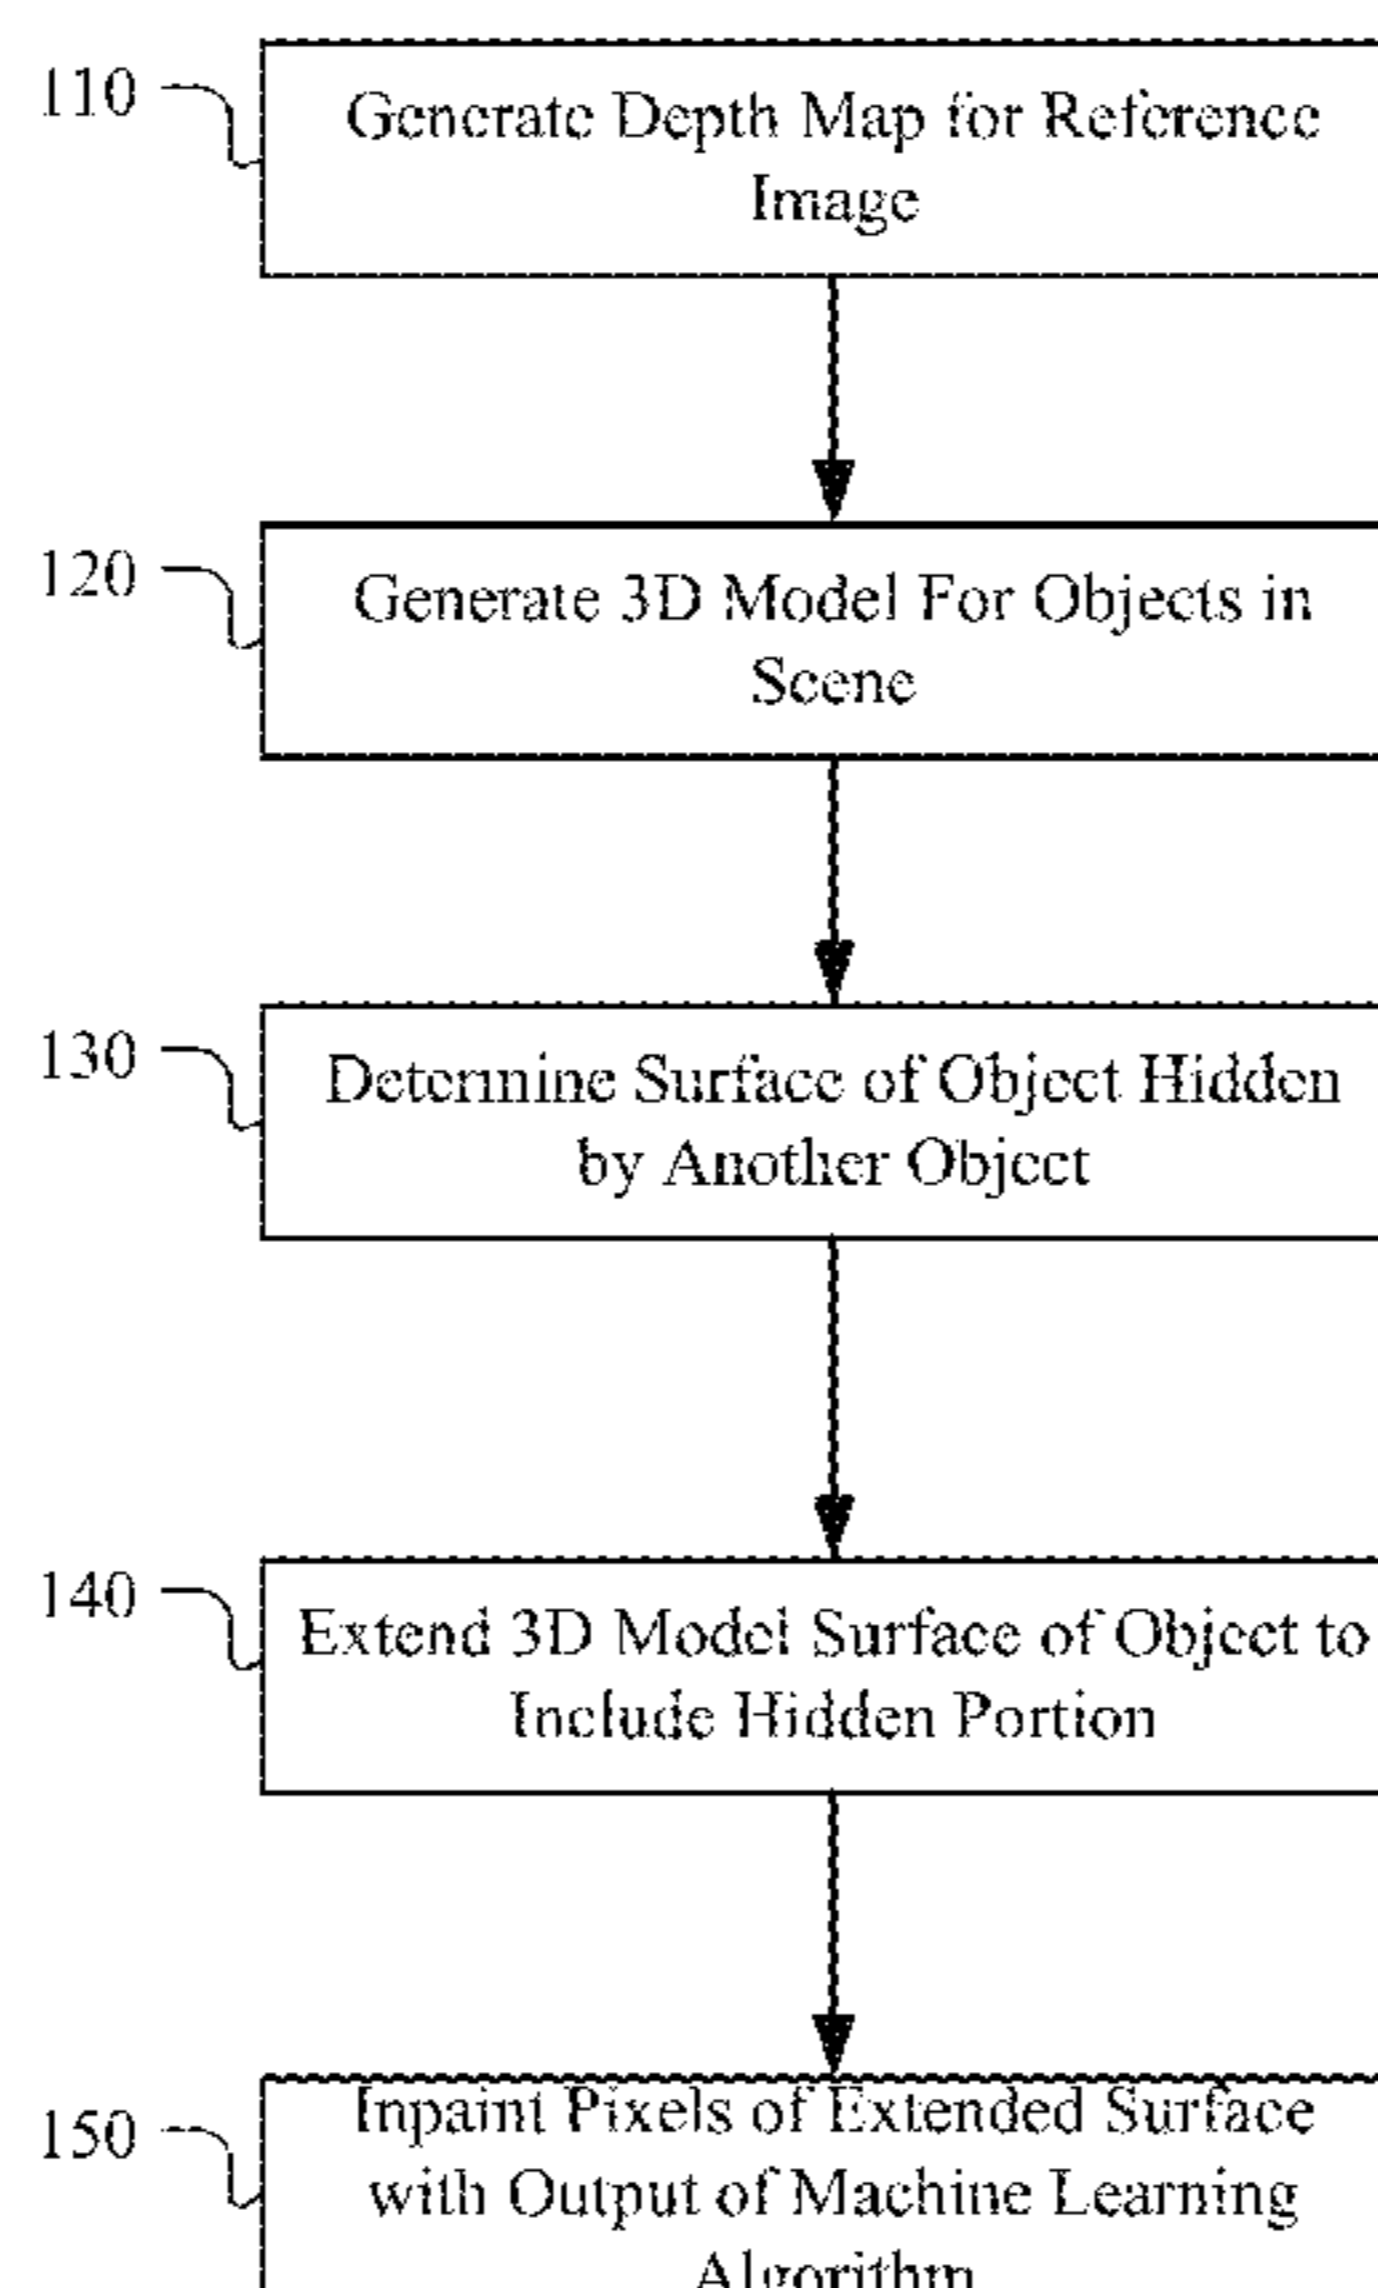 110
Generate Depth Map for Reference
Image
120
Generate 3D Model For Objects in
Scene
130
Determine Surface of Object Hidden
by Another Object
140
Extend 3D Model Surface of Object to
Include Hidden Portion
150
Inpaint Pixels of Extended Surface
with Output of Machine Learning
Algorithm